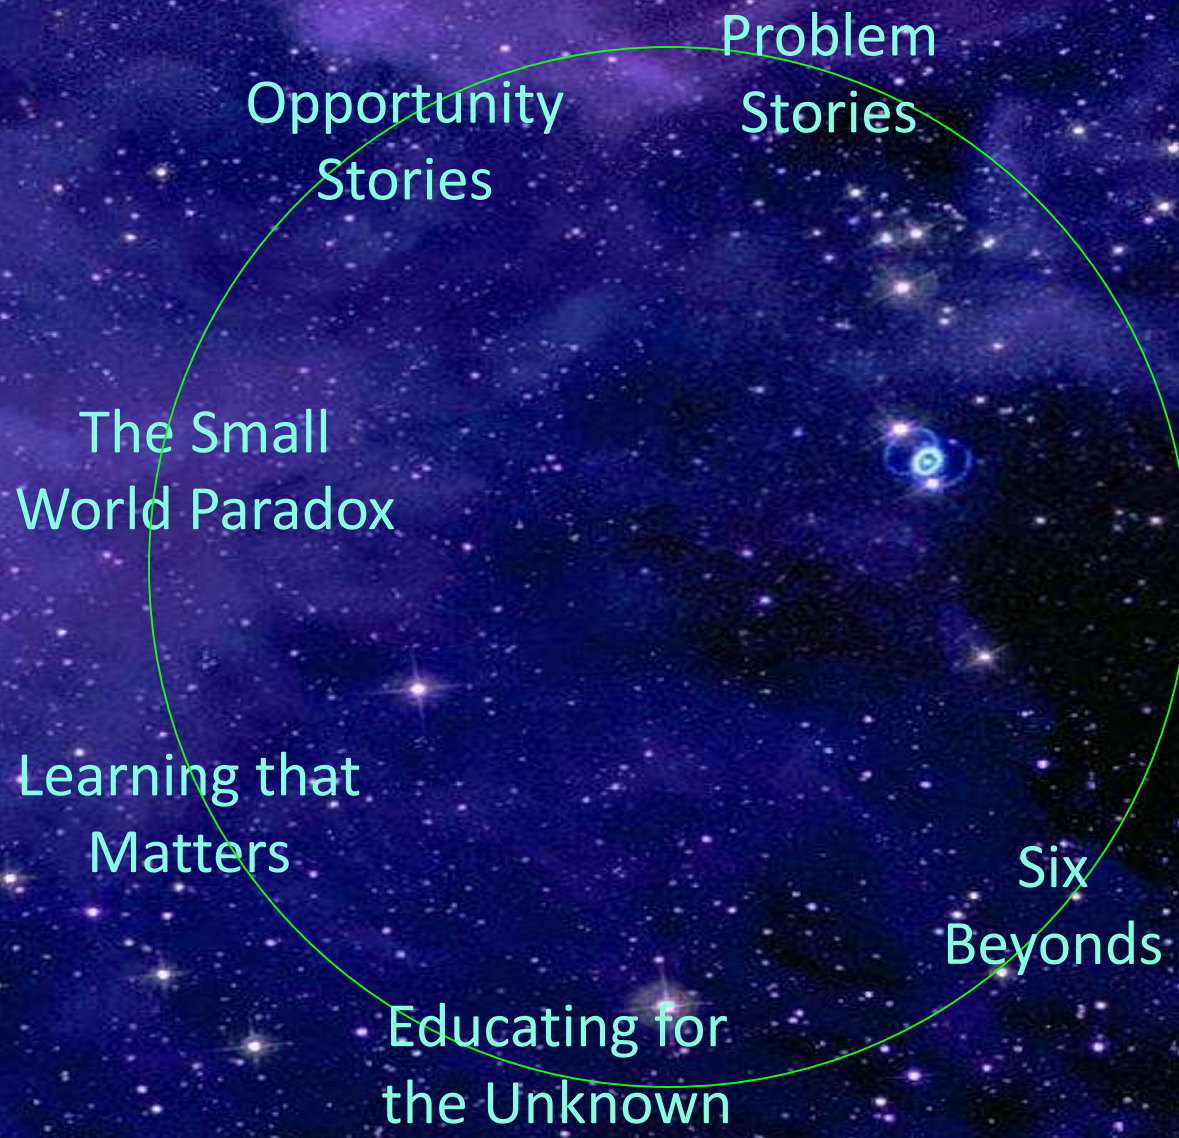 Problem
Stories
Opportunity
Stories
The Small
World Paradox
Learning that
Matters
Six
Beyonds
Educating for
the Unknown